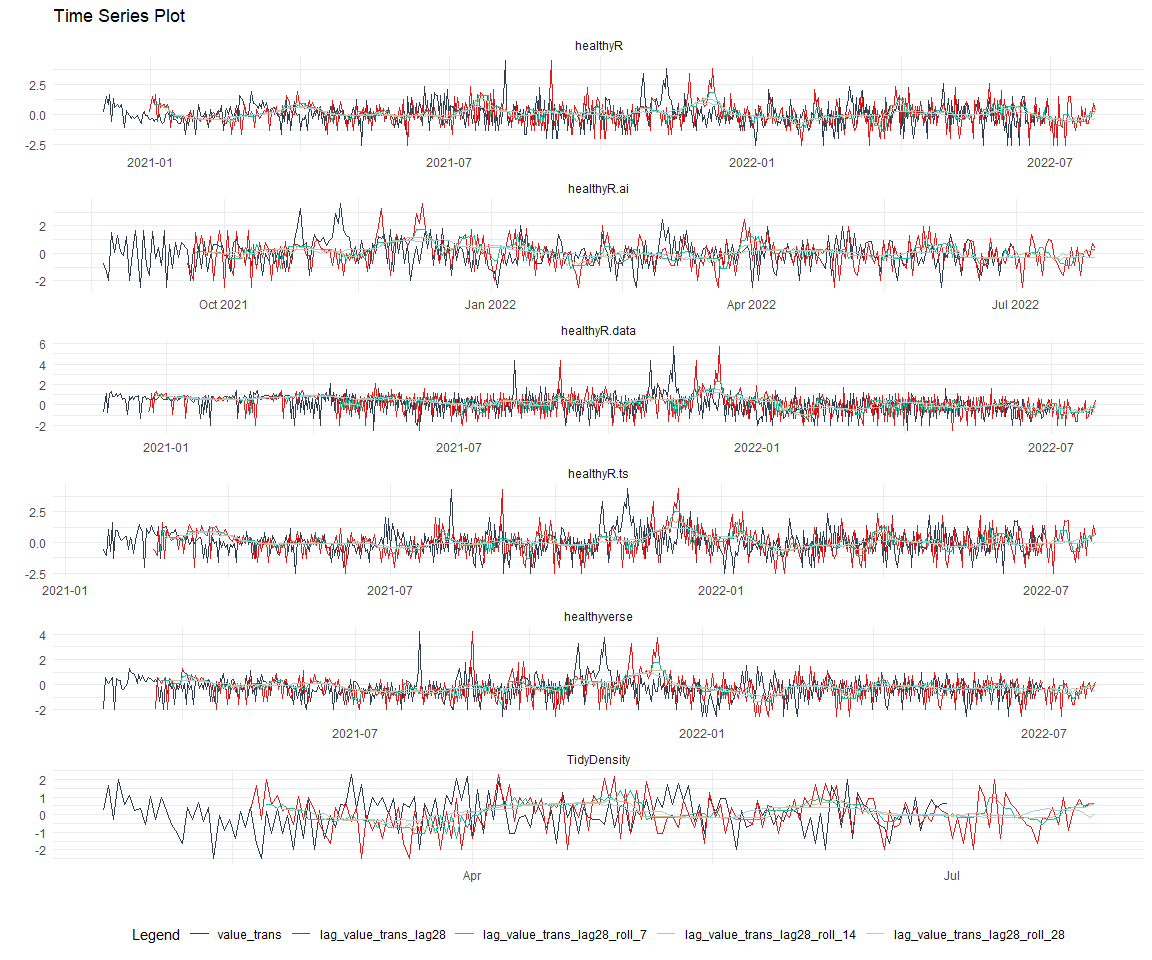 Time Series Plot
healthyR
2.5
0.0
-2.5
2021-01 2021-07 2022-01 2022-07
healthyR.ai
2
0
-2
Oct 2021 Jan 2022 Apr 2022 Jul 2022
healthyR.data
6
4
2
0
-2
2021-01 2021-07 2022-01 2022-07
healthyR.ts
2.5
0.0
-2.5
2021-01 2021-07 2022-01 2022-07
healthyverse
4
2
0
-2
2021-07 2022-01 2022-07
TidyDensity
2
1
0
-1
-2
Apr Jul
Legend value_trans lag_value_trans_lag28 lag_value_trans_lag28_roll_7 lag_value_trans_lag28_roll_14 lag_value_trans_lag28_roll_28